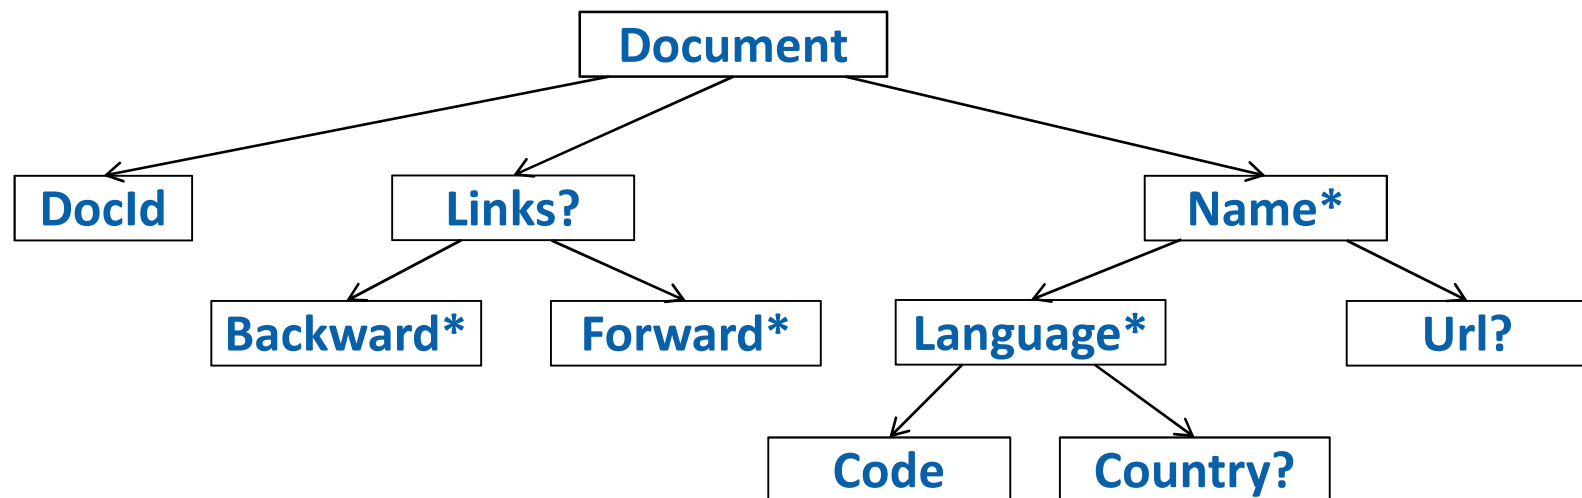 Document
DocId
Links?
Name*
Backward*
Forward*
Language*
Url?
Code
Country?